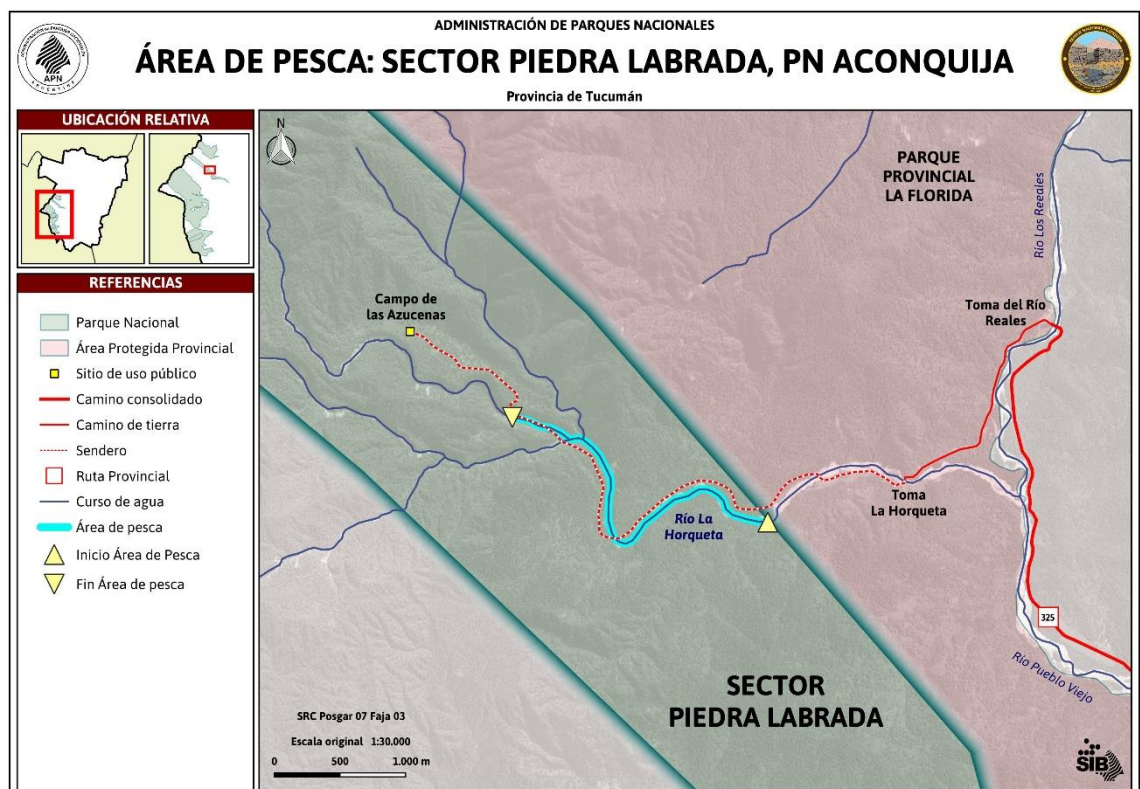 ADMINISTRACIÓN DE PARQUES NACIONALES
ÁREA DE PESCA: SECTOR PIEDRA LABRADA, PN ACONQUIJA
Provincia de Tucumán
APN
ARGENTINA
UBICACIÓN RELATIVA
REFERENCIAS
Parque Nacional
Área Protegida Provincial
Sitio de uso público
Camino consolidado
Camino de tierra
Sendero
Ruta Provincial
Curso de agua
Área de pesca
Inicio Área de Pesca
Fin Área de pesca
N
PARQUE
PROVINCIAL
LA FLORIDA
Río Los Reeales
Campo de
las Azucenas
Toma del Río
Reales
Toma
La Horqueta
Río La
Horqueta
325
Río Pueblo Viejo
SECTOR
PIEDRA LABRADA
SRC Posgar 07 Faja 03
Escala original 1:30.000
0 500 1.000 m
SIB